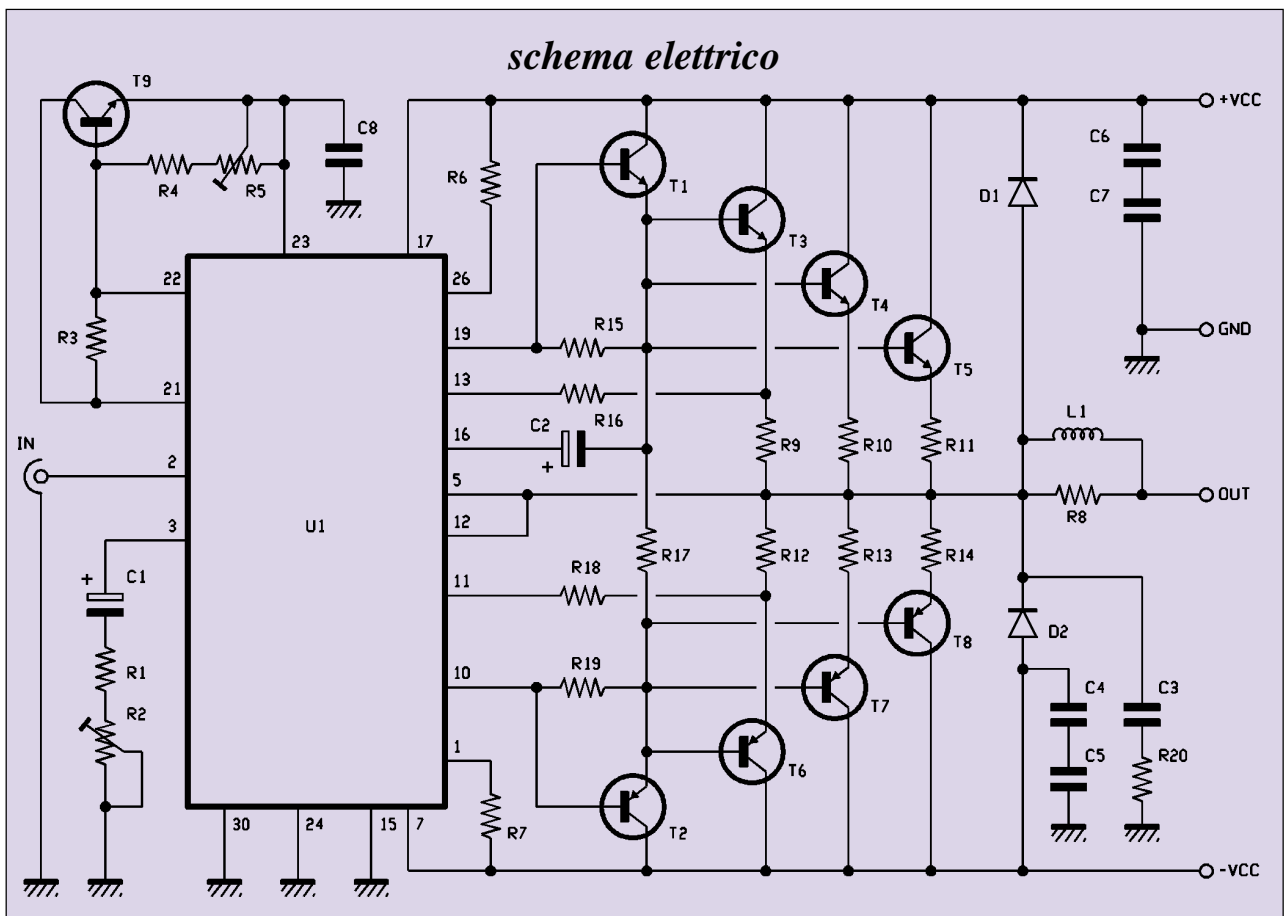 schema elettrico
T9
+VCC
C8
C6
R4
R5
R6
T1
D1
C7
T3
23
17
22
26
T4
R3
19
R15
GND
T5
21
13
R16
L1
IN
16
C2
+
R9
R10
R11
2
5
OUT
R8
3
U1
12
R17
R12
R13
R14
+
C1
11
R18
T8
D2
R1
10
R19
C4
C3
R2
T7
1
C5
R20
T6
R7
T2
30
24
15
7
-VCC